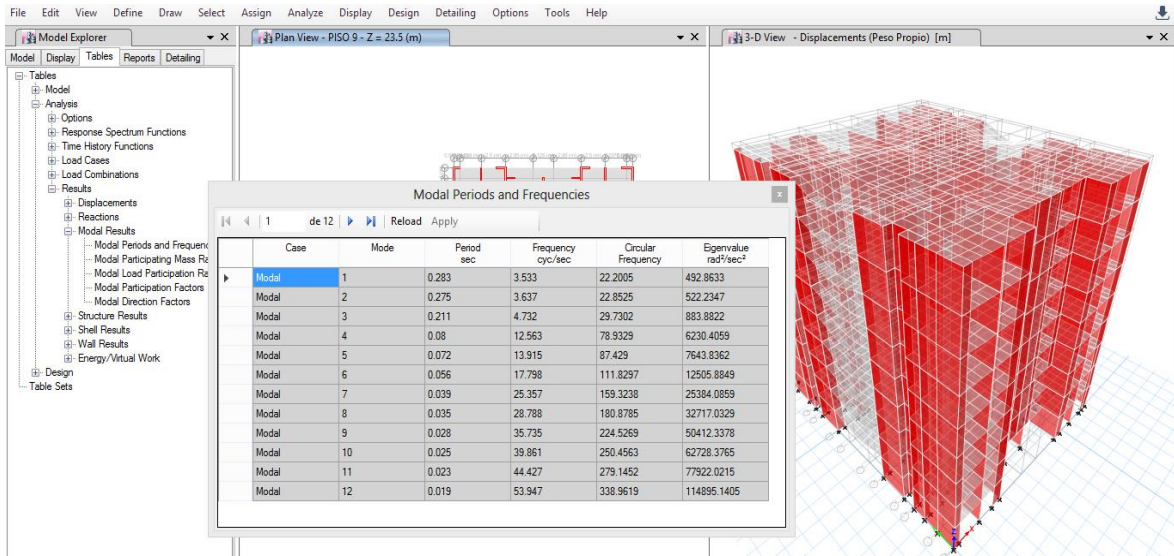 File Edit View Define Draw Select Assign Analyze Display Design Detailing Options Tools Help
Model Explorer
Plan View - PISO 9 - Z = 23.5 (m)
3-D View - Displacements (Peso Propio) [m]
Model Display Tables Reports Detailing
Tables
Model
Analysis
Options
Response Spectrum Functions
Time History Functions
Load Cases
Load Combinations
Results
Displacements
Reactions
Modal Results
Modal Periods and Frequenc
Modal Participating Mass Ra
Modal Load Participation Ra
Modal Participation Factors
Modal Direction Factors
Structure Results
Shell Results
Wall Results
Energy/Virtual Work
Design
Table Sets
Modal Periods and Frequencies
1 de 12 Reload Apply
Case Mode Period sec Frequency cyc/sec Circular Frequency Eigenvalue rad²/sec²
Modal 1 0.283 3.533 22.2005 492.8633
Modal 2 0.275 3.637 22.8525 522.2347
Modal 3 0.211 4.732 29.7302 883.8822
Modal 4 0.08 12.563 78.9329 6230.4059
Modal 5 0.072 13.915 87.429 7643.8362
Modal 6 0.056 17.798 111.8297 12505.8849
Modal 7 0.039 25.357 159.3238 25384.0859
Modal 8 0.035 28.788 180.8785 32717.0329
Modal 9 0.028 35.735 224.5269 50412.3378
Modal 10 0.025 39.861 250.4563 62728.3765
Modal 11 0.023 44.427 279.1452 77922.0215
Modal 12 0.019 53.947 338.9619 114895.1405